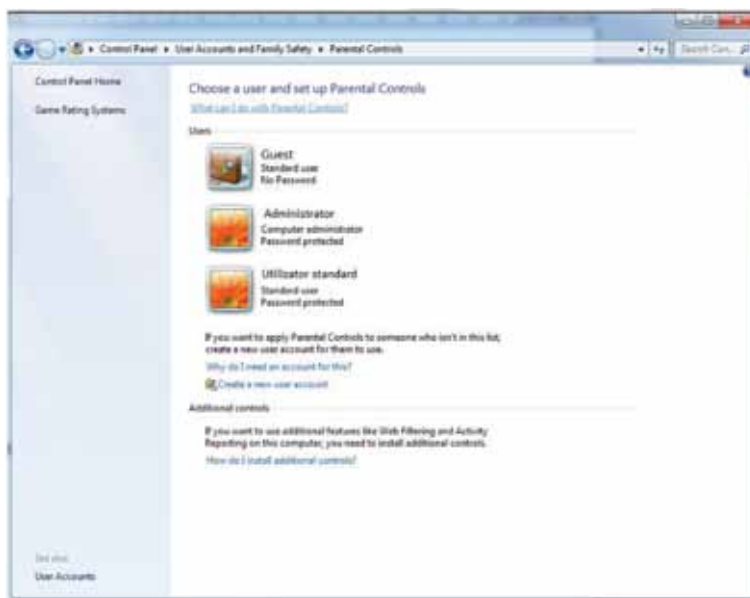 Control Panel ▸ User Accounts and Family Safety ▸ Parental Controls
Control Panel Home
Game Rating Systems
Choose a user and set up Parental Controls
What can I do with Parental Controls?
Users
Guest
Standard user
No Password
Administrator
Computer administrator
Password protected
Utilizator standard
Standard user
Password protected
If you want to apply Parental Controls to someone who isn't in this list,
create a new user account for them to use.
Why do I need an account for this?
Create a new user account
Additional controls
If you want to use additional features like Web Filtering and Activity
Reporting on this computer, you need to install additional controls.
How do I install additional controls?
See also
User Accounts